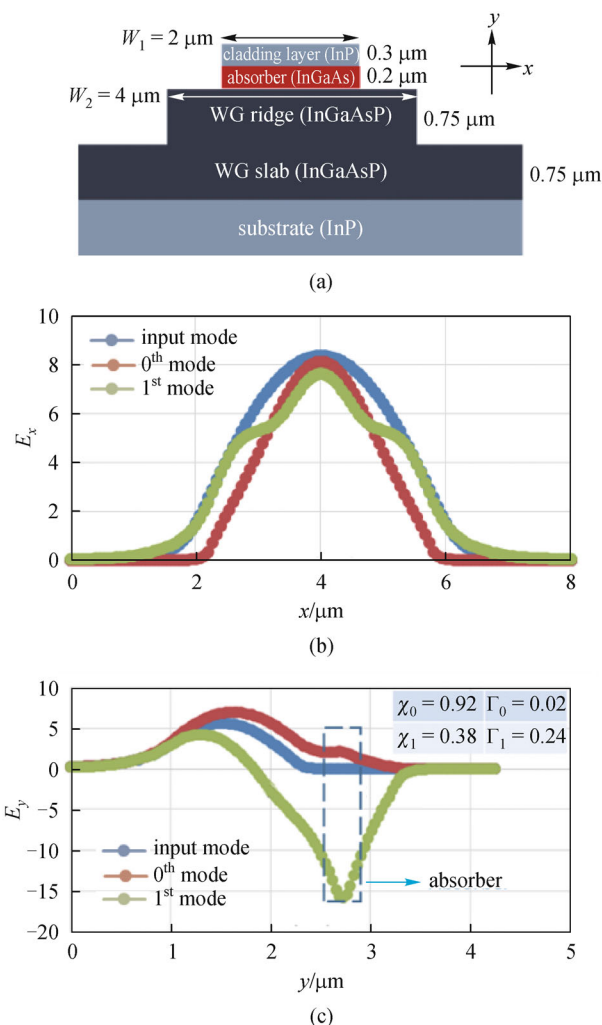 W₁ = 2 μm
cladding layer (InP)
0.3 μm
absorber (InGaAs)
0.2 μm
y
x
W₂ = 4 μm
WG ridge (InGaAsP)
0.75 μm
WG slab (InGaAsP)
0.75 μm
substrate (InP)
(a)
10
8
6
4
2
0
Eₓ
input mode
0ᵗʰ mode
1ˢᵗ mode
0 2 4 6 8
x/μm
(b)
10
5
0
−5
−10
−15
−20
E_y
χ₀ = 0.92 Γ₀ = 0.02
χ₁ = 0.38 Γ₁ = 0.24
input mode
0ᵗʰ mode
1ˢᵗ mode
absorber
0 1 2 3 4 5
y/μm
(c)